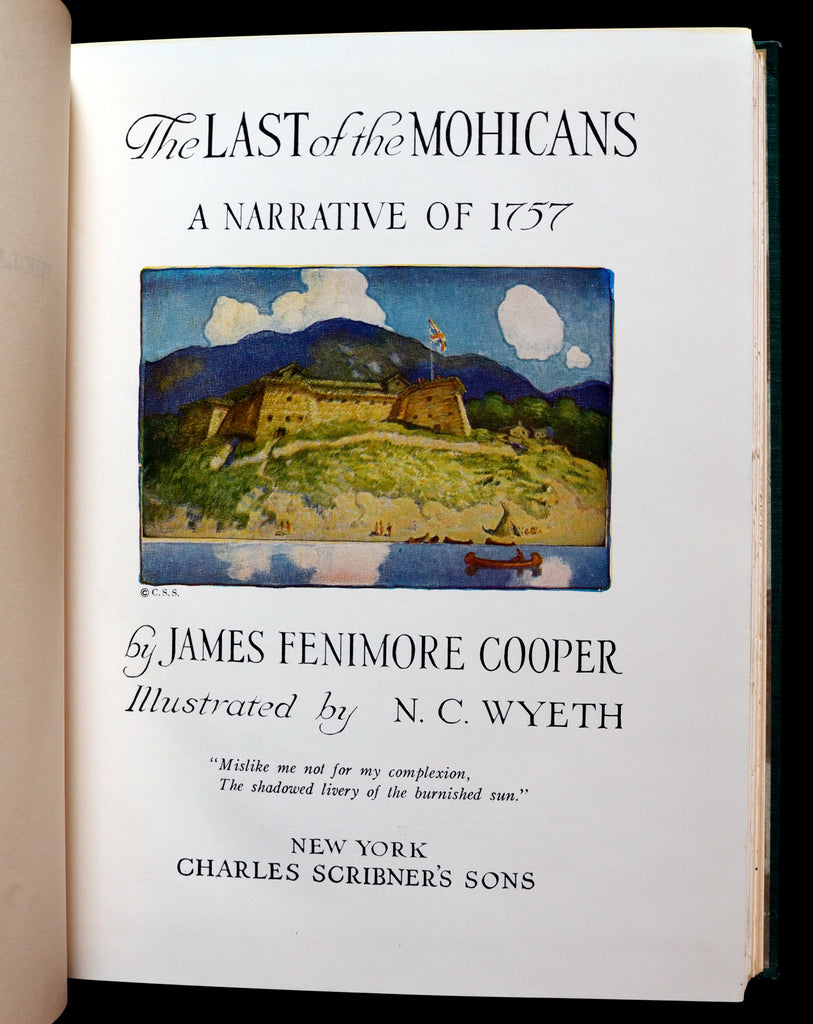 The LAST of the MOHICANS
A NARRATIVE OF 1757
© C. S. S.
by JAMES FENIMORE COOPER
Illustrated by N. C. WYETH
“Mislike me not for my complexion,
The shadowed livery of the burnished sun.”
NEW YORK
CHARLES SCRIBNER'S SONS